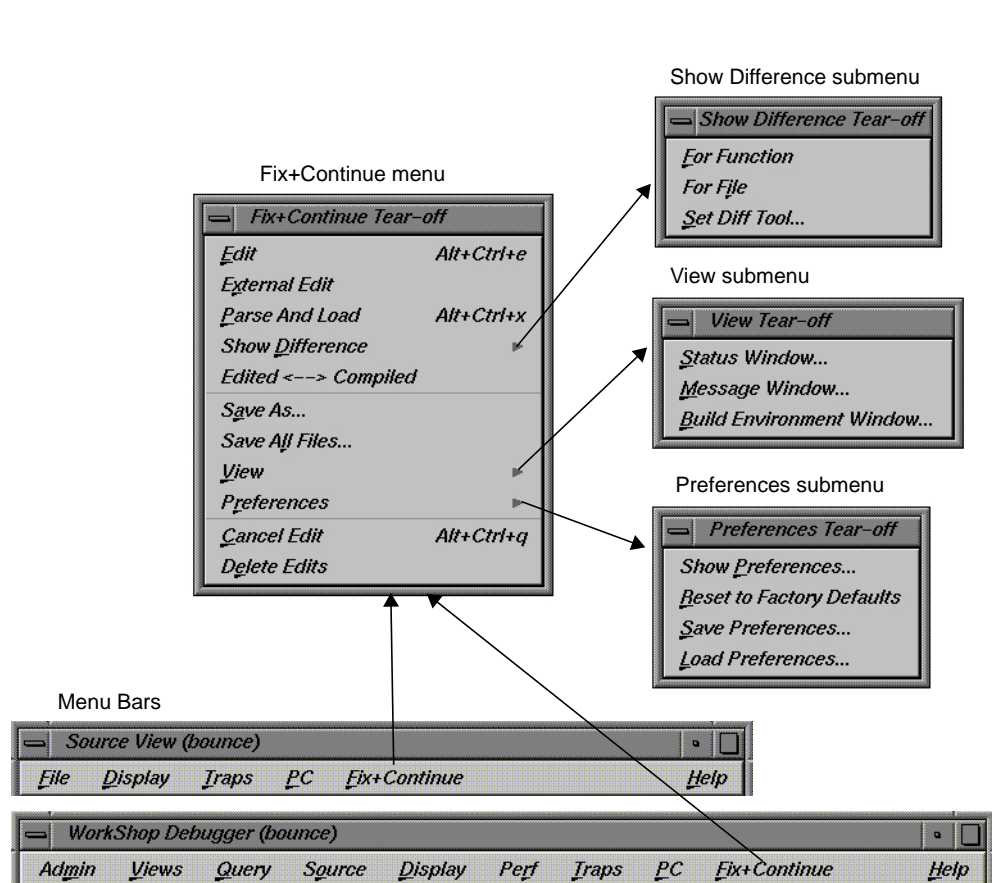 Show Difference submenu
Show Difference Tear-off
For Function
For File
Set Diff Tool...
Fix+Continue menu
Fix+Continue Tear-off
Edit Alt+Ctrl+e
External Edit
Parse And Load Alt+Ctrl+x
Show Difference
Edited <--> Compiled
Save As...
Save All Files...
View
Preferences
Cancel Edit Alt+Ctrl+q
Delete Edits
View submenu
View Tear-off
Status Window...
Message Window...
Build Environment Window...
Preferences submenu
Preferences Tear-off
Show Preferences...
Reset to Factory Defaults
Save Preferences...
Load Preferences...
Menu Bars
Source View (bounce)
File Display Traps PC Fix+Continue Help
WorkShop Debugger (bounce)
Admin Views Query Source Display Perf Traps PC Fix+Continue Help